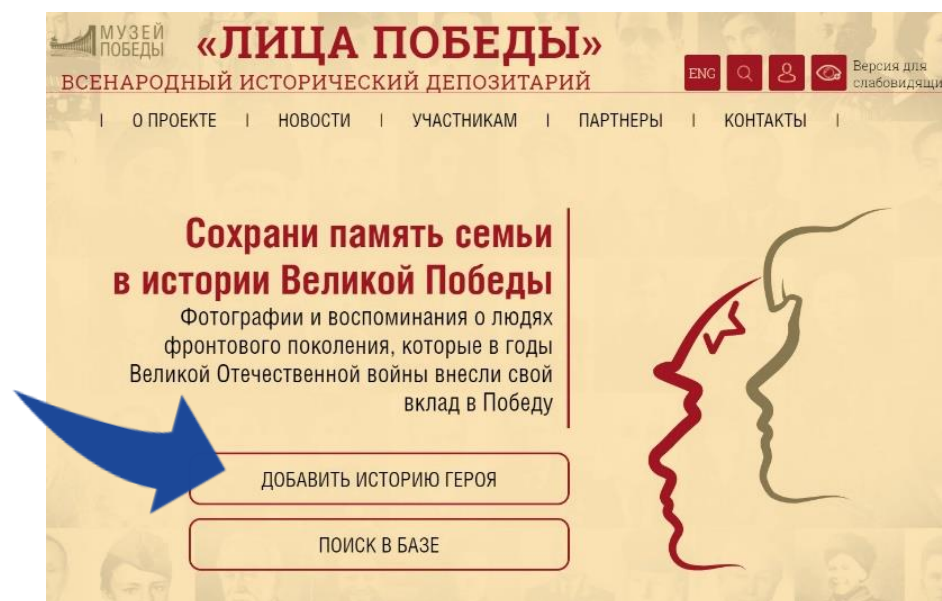 МУЗЕЙ
ПОБЕДЫ
«ЛИЦА ПОБЕДЫ»
ВСЕНАРОДНЫЙ ИСТОРИЧЕСКИЙ ДЕПОЗИТАРИЙ
ENG
Версия для
слабовидящи
О ПРОЕКТЕ | НОВОСТИ | УЧАСТНИКАМ | ПАРТНЕРЫ | КОНТАКТЫ
Сохрани память семьи
в истории Великой Победы
Фотографии и воспоминания о людях
фронтового поколения, которые в годы
Великой Отечественной войны внесли свой
вклад в Победу
ДОБАВИТЬ ИСТОРИЮ ГЕРОЯ
ПОИСК В БАЗЕ